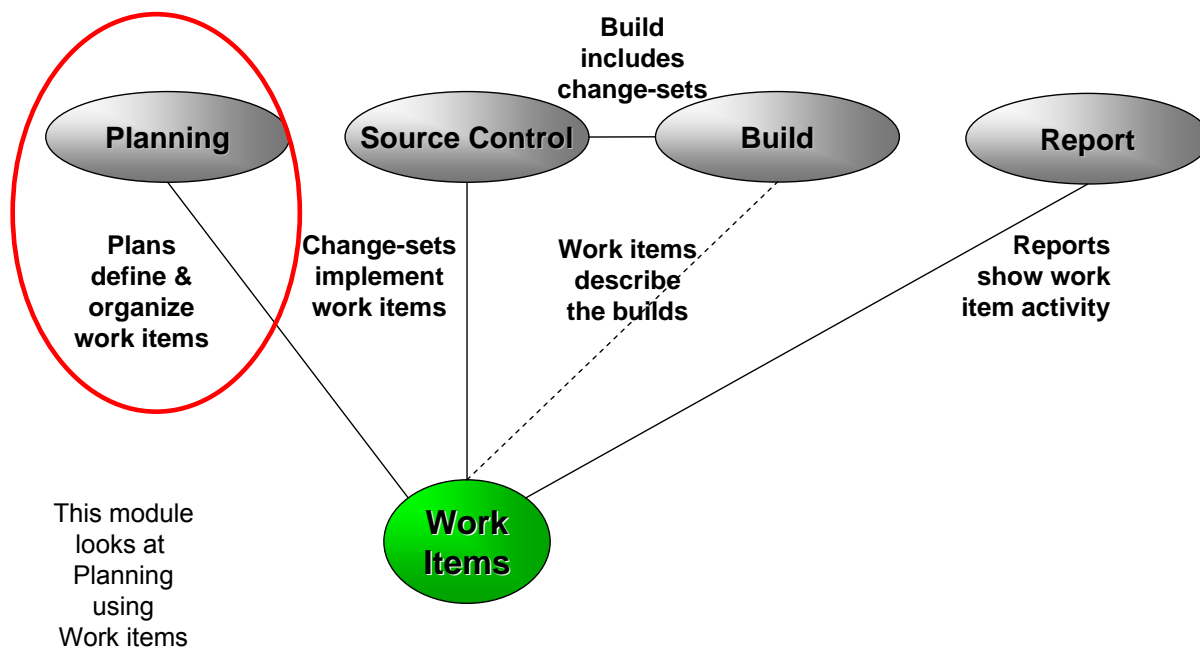 Build
includes
change-sets
Planning
Source Control
Build
Report
Plans
define &
organize
work items
Change-sets
implement
work items
Work items
describe
the builds
Reports
show work
item activity
Work
Items
This module
looks at
Planning
using
Work items